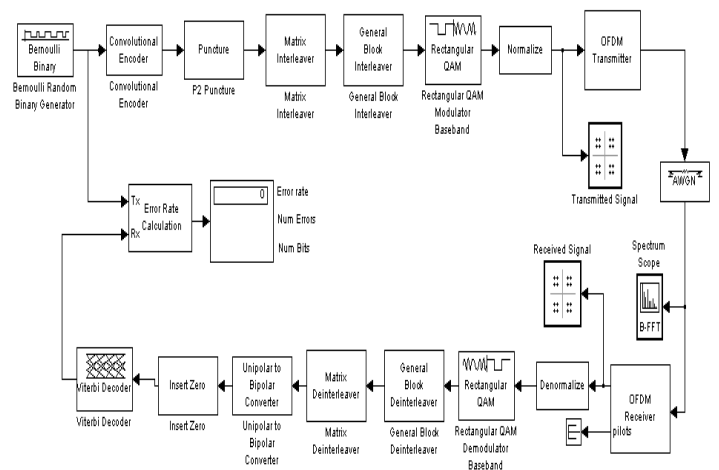 Bernoulli
Binary
Bernoulli Random
Binary Generator
Convolutional
Encoder
Convolutional
Encoder
Puncture
P2 Puncture
Matrix
Interleaver
Matrix
Interleaver
General
Block
Interleaver
General Block
Interleaver
Rectangular
QAM
Rectangular QAM
Modulator
Baseband
Normalize
OFDM
Transmitter
Transmitted Signal
AWGN
Tx
Rx
Error Rate
Calculation
0
Error rate
Num Errors
Num Bits
Received Signal
Spectrum
Scope
B-FFT
Viterbi Decoder
Viterbi Decoder
Insert Zero
Insert Zero
Unipolar to
Bipolar
Converter
Unipolar to
Bipolar
Converter
Matrix
Deinterleaver
Matrix
Deinterleaver
General
Block
Deinterleaver
General Block
Deinterleaver
Rectangular
QAM
Rectangular QAM
Demodulator
Baseband
Denormalize
OFDM
Receiver
pilots